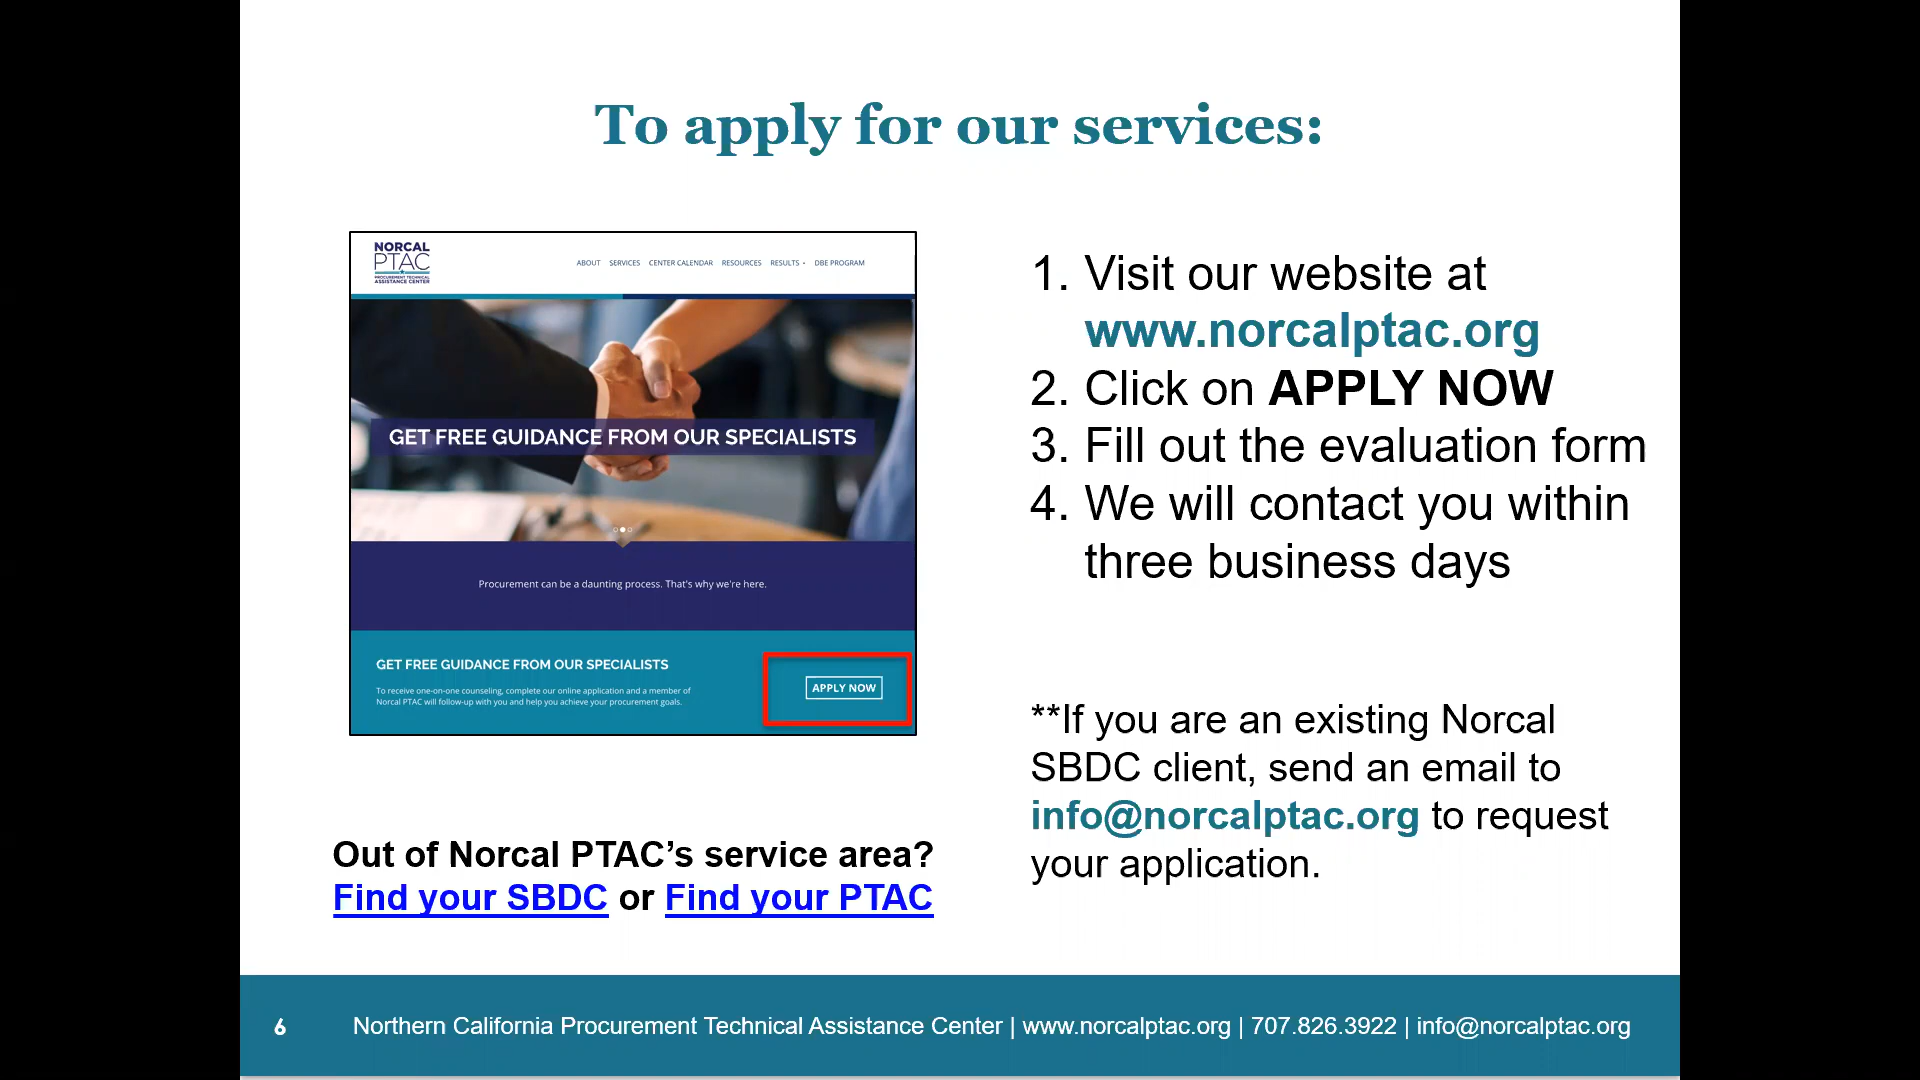 To apply for our services:
NORCAL
PTAC
PROCUREMENT TECHNICAL
ASSISTANCE CENTER
ABOUT SERVICES CENTER CALENDAR RESOURCES RESULTS DBE PROGRAM
GET FREE GUIDANCE FROM OUR SPECIALISTS
Procurement can be a daunting process. That's why we're here.
GET FREE GUIDANCE FROM OUR SPECIALISTS
To receive one-on-one counseling, complete our online application and a member of
Norcal PTAC will follow-up with you and help you achieve your procurement goals.
APPLY NOW
Out of Norcal PTAC’s service area?
Find your SBDC or Find your PTAC
1. Visit our website at
www.norcalptac.org
2. Click on APPLY NOW
3. Fill out the evaluation form
4. We will contact you within
three business days
**If you are an existing Norcal
SBDC client, send an email to
info@norcalptac.org to request
your application.
6 Northern California Procurement Technical Assistance Center | www.norcalptac.org | 707.826.3922 | info@norcalptac.org